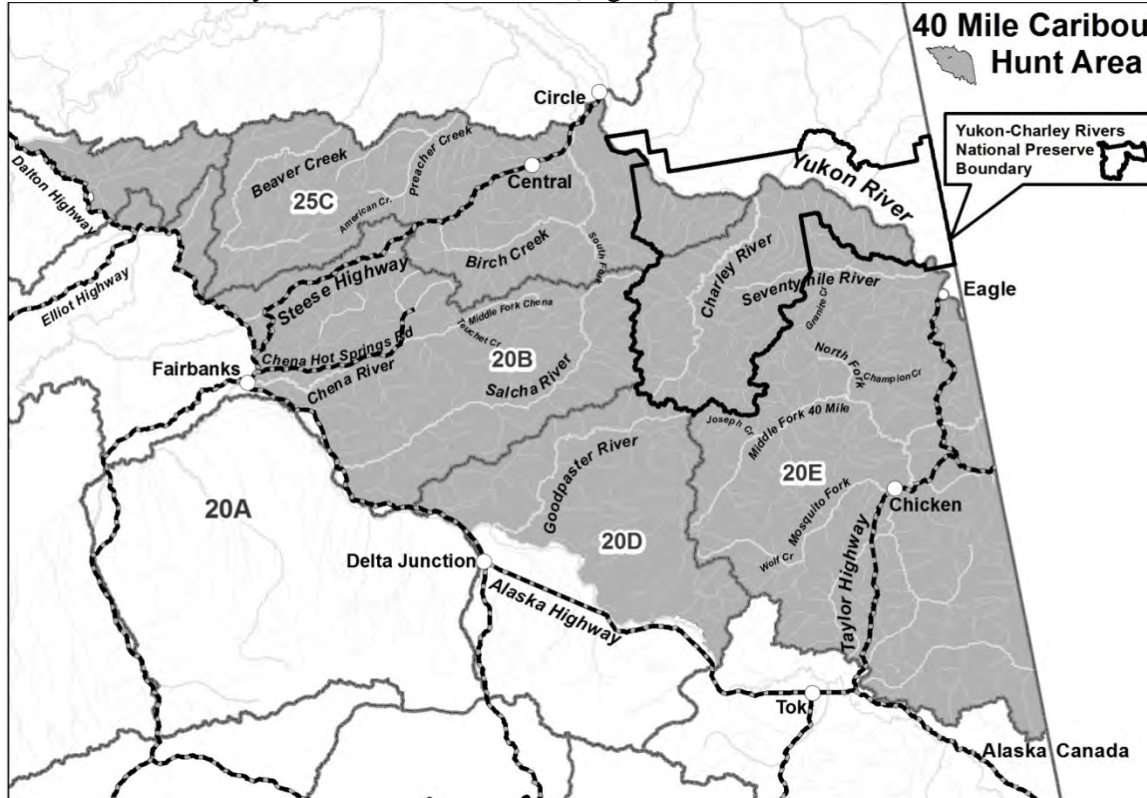 40 Mile Caribou
Hunt Area
Circle
Yukon-Charley Rivers
National Preserve
Boundary
Dalton Highway
Beaver Creek
Preacher Creek
Central
Yukon River
25C
American Cr.
Elliot Highway
Steese Highway
Birch Creek
South Fork
Charley River
Seventymile River
Eagle
Granite Cr
Middle Fork Chena
Teuchet Cr
Chena Hot Springs Rd
20B
North Fork
Champion Cr
Fairbanks
Chena River
Salcha River
Joseph Cr
Middle Fork 40 Mile
Goodpaster River
20E
Chicken
20A
Mosquito Fork
20D
Wolf Cr
Delta Junction
Alaska Highway
Taylor Highway
Tok
Alaska Canada